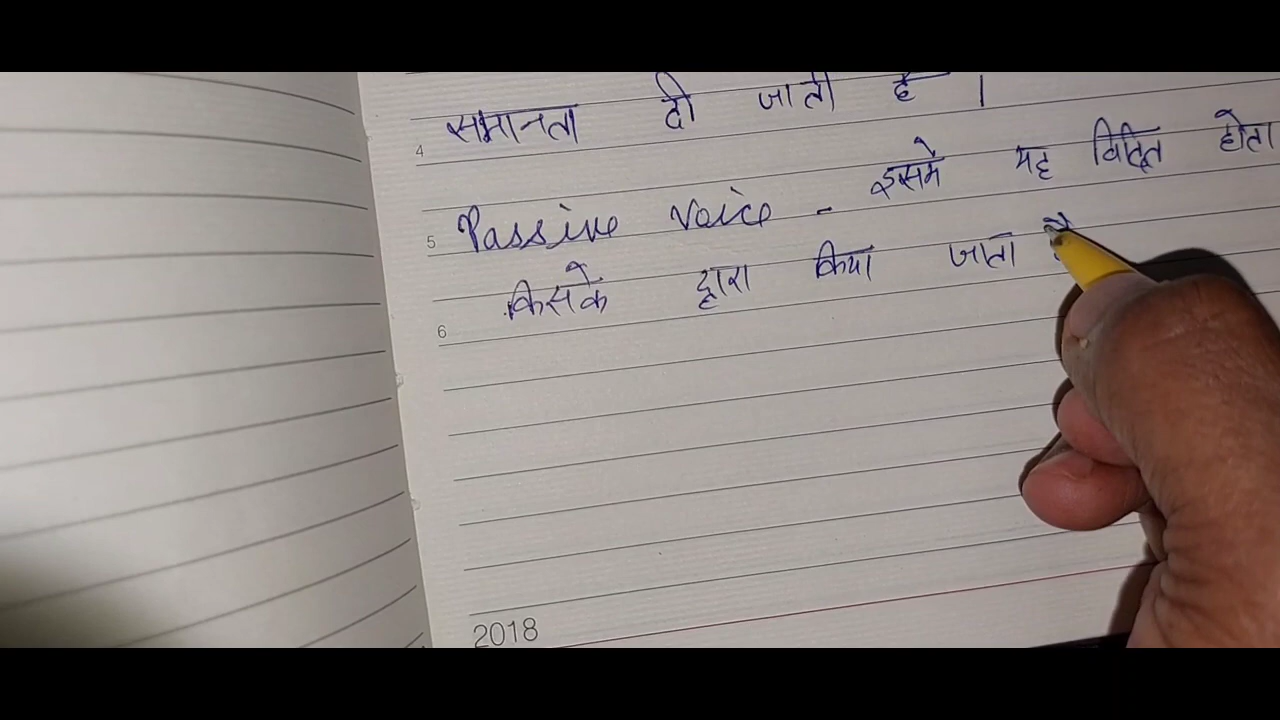 समानता दी जाती है ।
4
Passive Voice - इसमे यह विदित होता
5
किसके द्वारा किया जाता है
6
2018